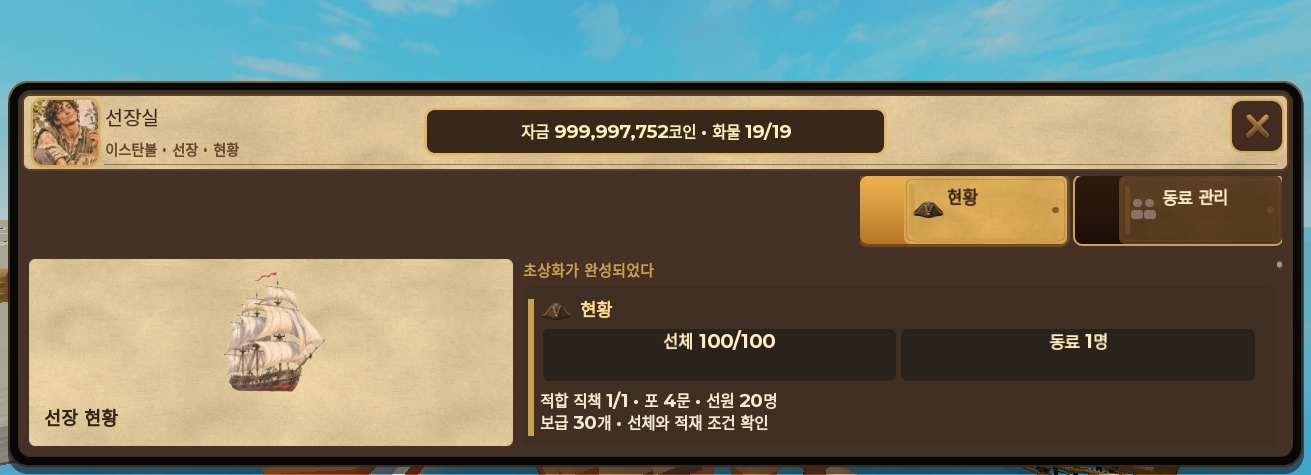 선장실
이스탄불 • 선장 • 현황
자금 999,997,752코인 • 화물 19/19
현황
동료 관리
선장 현황
초상화가 완성되었다
현황
선체 100/100
동료 1명
적합 직책 1/1 • 포 4문 • 선원 20명
보급 30개 • 선체와 적재 조건 확인